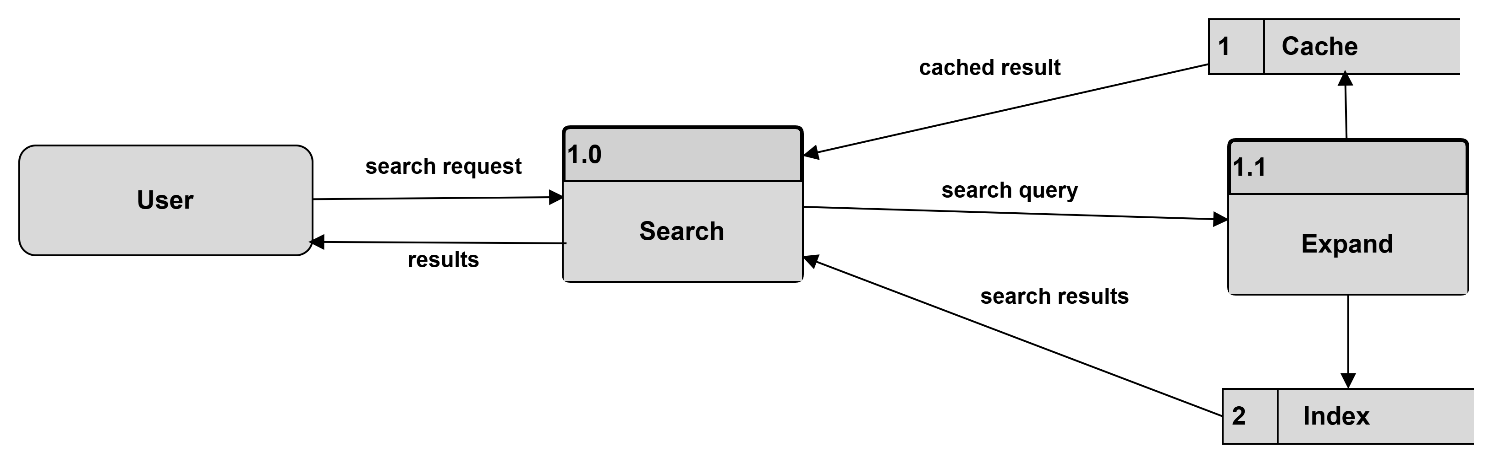 1
Cache
cached result
1.0
search request
1.1
search query
User
Search
Expand
results
search results
2
Index